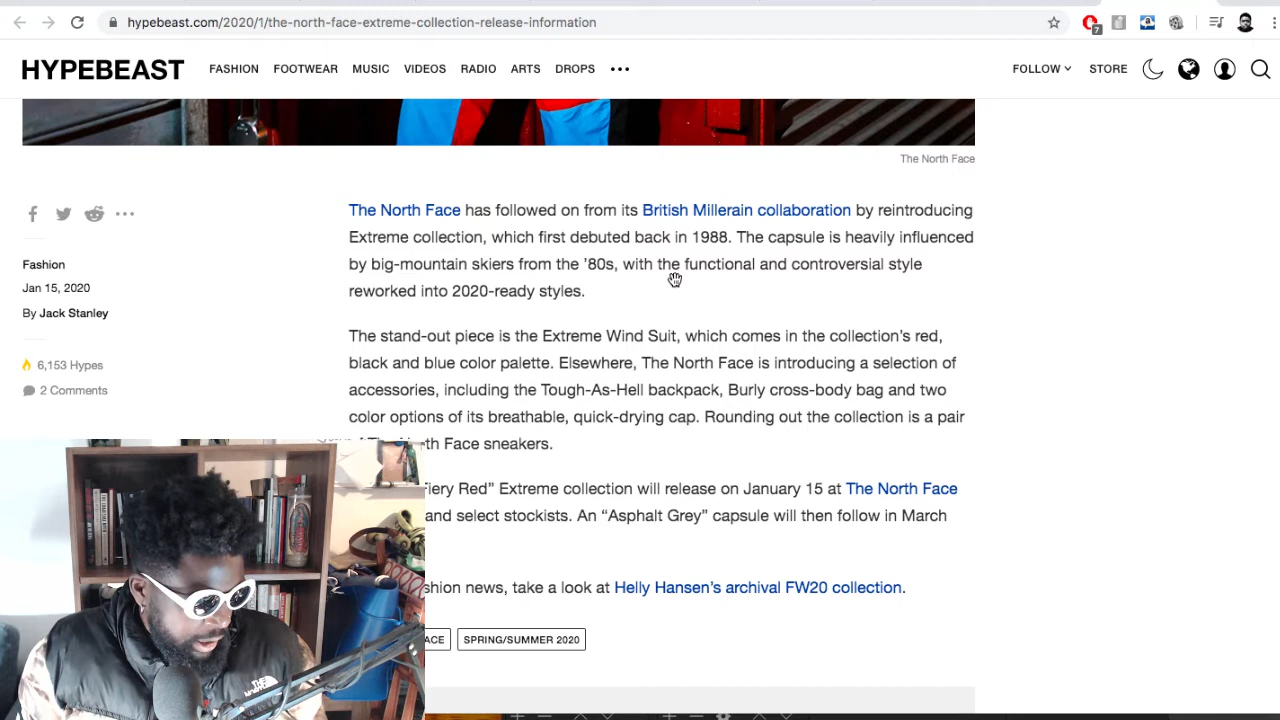 hypebeast.com/2020/1/the-north-face-extreme-collection-release-information
7
HYPEBEAST
FASHION FOOTWEAR MUSIC VIDEOS RADIO ARTS DROPS
FOLLOW STORE
The North Face
Fashion
Jan 15, 2020
By Jack Stanley
6,153 Hypes
2 Comments
The North Face has followed on from its British Millerain collaboration by reintroducing
Extreme collection, which first debuted back in 1988. The capsule is heavily influenced
by big-mountain skiers from the ’80s, with the functional and controversial style
reworked into 2020-ready styles.
The stand-out piece is the Extreme Wind Suit, which comes in the collection’s red,
black and blue color palette. Elsewhere, The North Face is introducing a selection of
accessories, including the Tough-As-Hell backpack, Burly cross-body bag and two
color options of its breathable, quick-drying cap. Rounding out the collection is a pair
th Face sneakers.
Fiery Red” Extreme collection will release on January 15 at The North Face
and select stockists. An “Asphalt Grey” capsule will then follow in March
shion news, take a look at Helly Hansen’s archival FW20 collection.
ACE
SPRING/SUMMER 2020
THE
NORTH
FACE